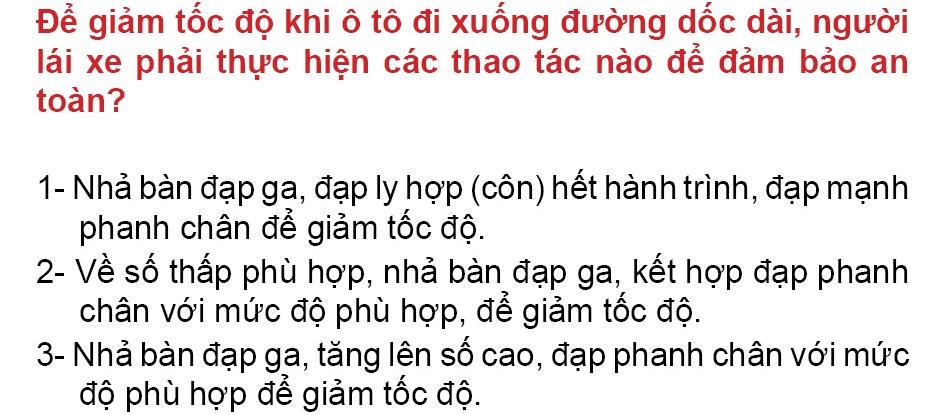 Để giảm tốc độ khi ô tô đi xuống đường dốc dài, người
lái xe phải thực hiện các thao tác nào để đảm bảo an
toàn?
1- Nhả bàn đạp ga, đạp ly hợp (côn) hết hành trình, đạp mạnh
phanh chân để giảm tốc độ.
2- Về số thấp phù hợp, nhả bàn đạp ga, kết hợp đạp phanh
chân với mức độ phù hợp, để giảm tốc độ.
3- Nhả bàn đạp ga, tăng lên số cao, đạp phanh chân với mức
độ phù hợp để giảm tốc độ.